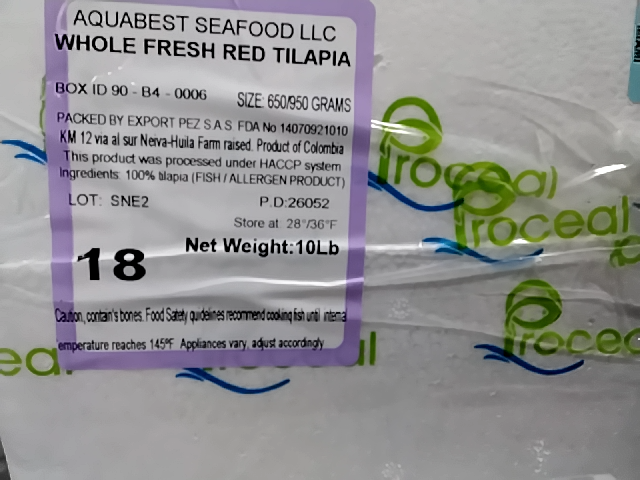 AQUABEST SEAFOOD LLC
WHOLE FRESH RED TILAPIA
BOX ID 90 - B4 - 0006 SIZE: 650/950 GRAMS
PACKED BY EXPORT PEZ S.A.S. FDA No 14070921010
KM 12 via al sur Neiva-Huila Farm raised. Product of Colombia
This product was processed under HACCP system
Ingredients: 100% tilapia (FISH / ALLERGEN PRODUCT)
LOT: SNE2 P.D:26052
Store at: 28°/36°F
18 Net Weight:10Lb
Caution, contain's bones. Food Safety guidelines recommend cooking fish until internal
emperature reaches 145ºF Appliances vary, adjust accordingly
Proceal
Proceal
Proceal
eal